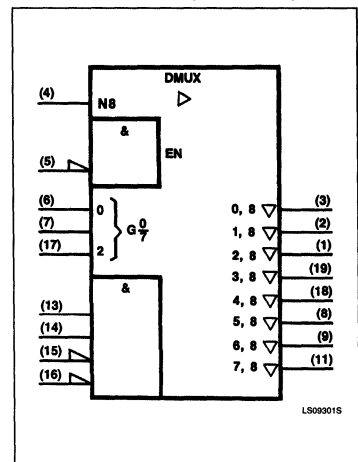 DMUX
(4)
N8
&
EN
(5)
(6)
0
(7)
G 0/7
(17)
2
&
(13)
(14)
(15)
(16)
0, 8 (3)
1, 8 (2)
2, 8 (1)
3, 8 (19)
4, 8 (18)
5, 8 (8)
6, 8 (9)
7, 8 (11)
LS09301S